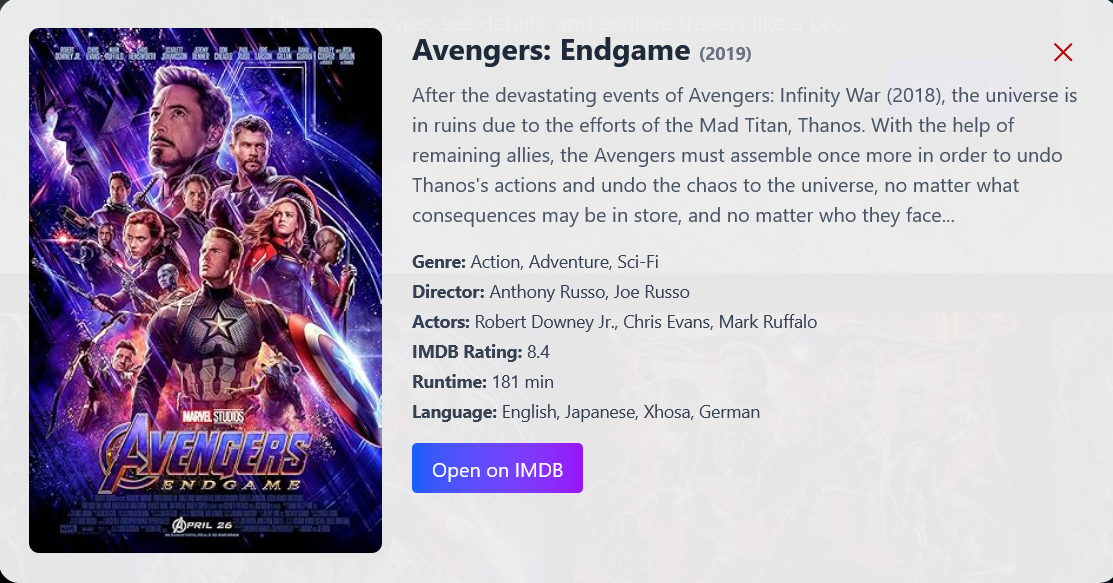 Discover movies, see details, and explore trailers like a pro.
Avengers: Endgame (2019)
After the devastating events of Avengers: Infinity War (2018), the universe is
in ruins due to the efforts of the Mad Titan, Thanos. With the help of
remaining allies, the Avengers must assemble once more in order to undo
Thanos's actions and undo the chaos to the universe, no matter what
consequences may be in store, and no matter who they face...
Genre: Action, Adventure, Sci-Fi
Director: Anthony Russo, Joe Russo
Actors: Robert Downey Jr., Chris Evans, Mark Ruffalo
IMDB Rating: 8.4
Runtime: 181 min
Language: English, Japanese, Xhosa, German
Open on IMDB
ROBERT DOWNEY JR. CHRIS EVANS MARK RUFFALO CHRIS HEMSWORTH SCARLETT JOHANSSON JEREMY RENNER DON CHEADLE PAUL RUDD BRIE LARSON KAREN GILLAN DANAI GURIRA BRADLEY COOPER JOSH BROLIN
MARVEL STUDIOS
AVENGERS
ENDGAME
APRIL 26